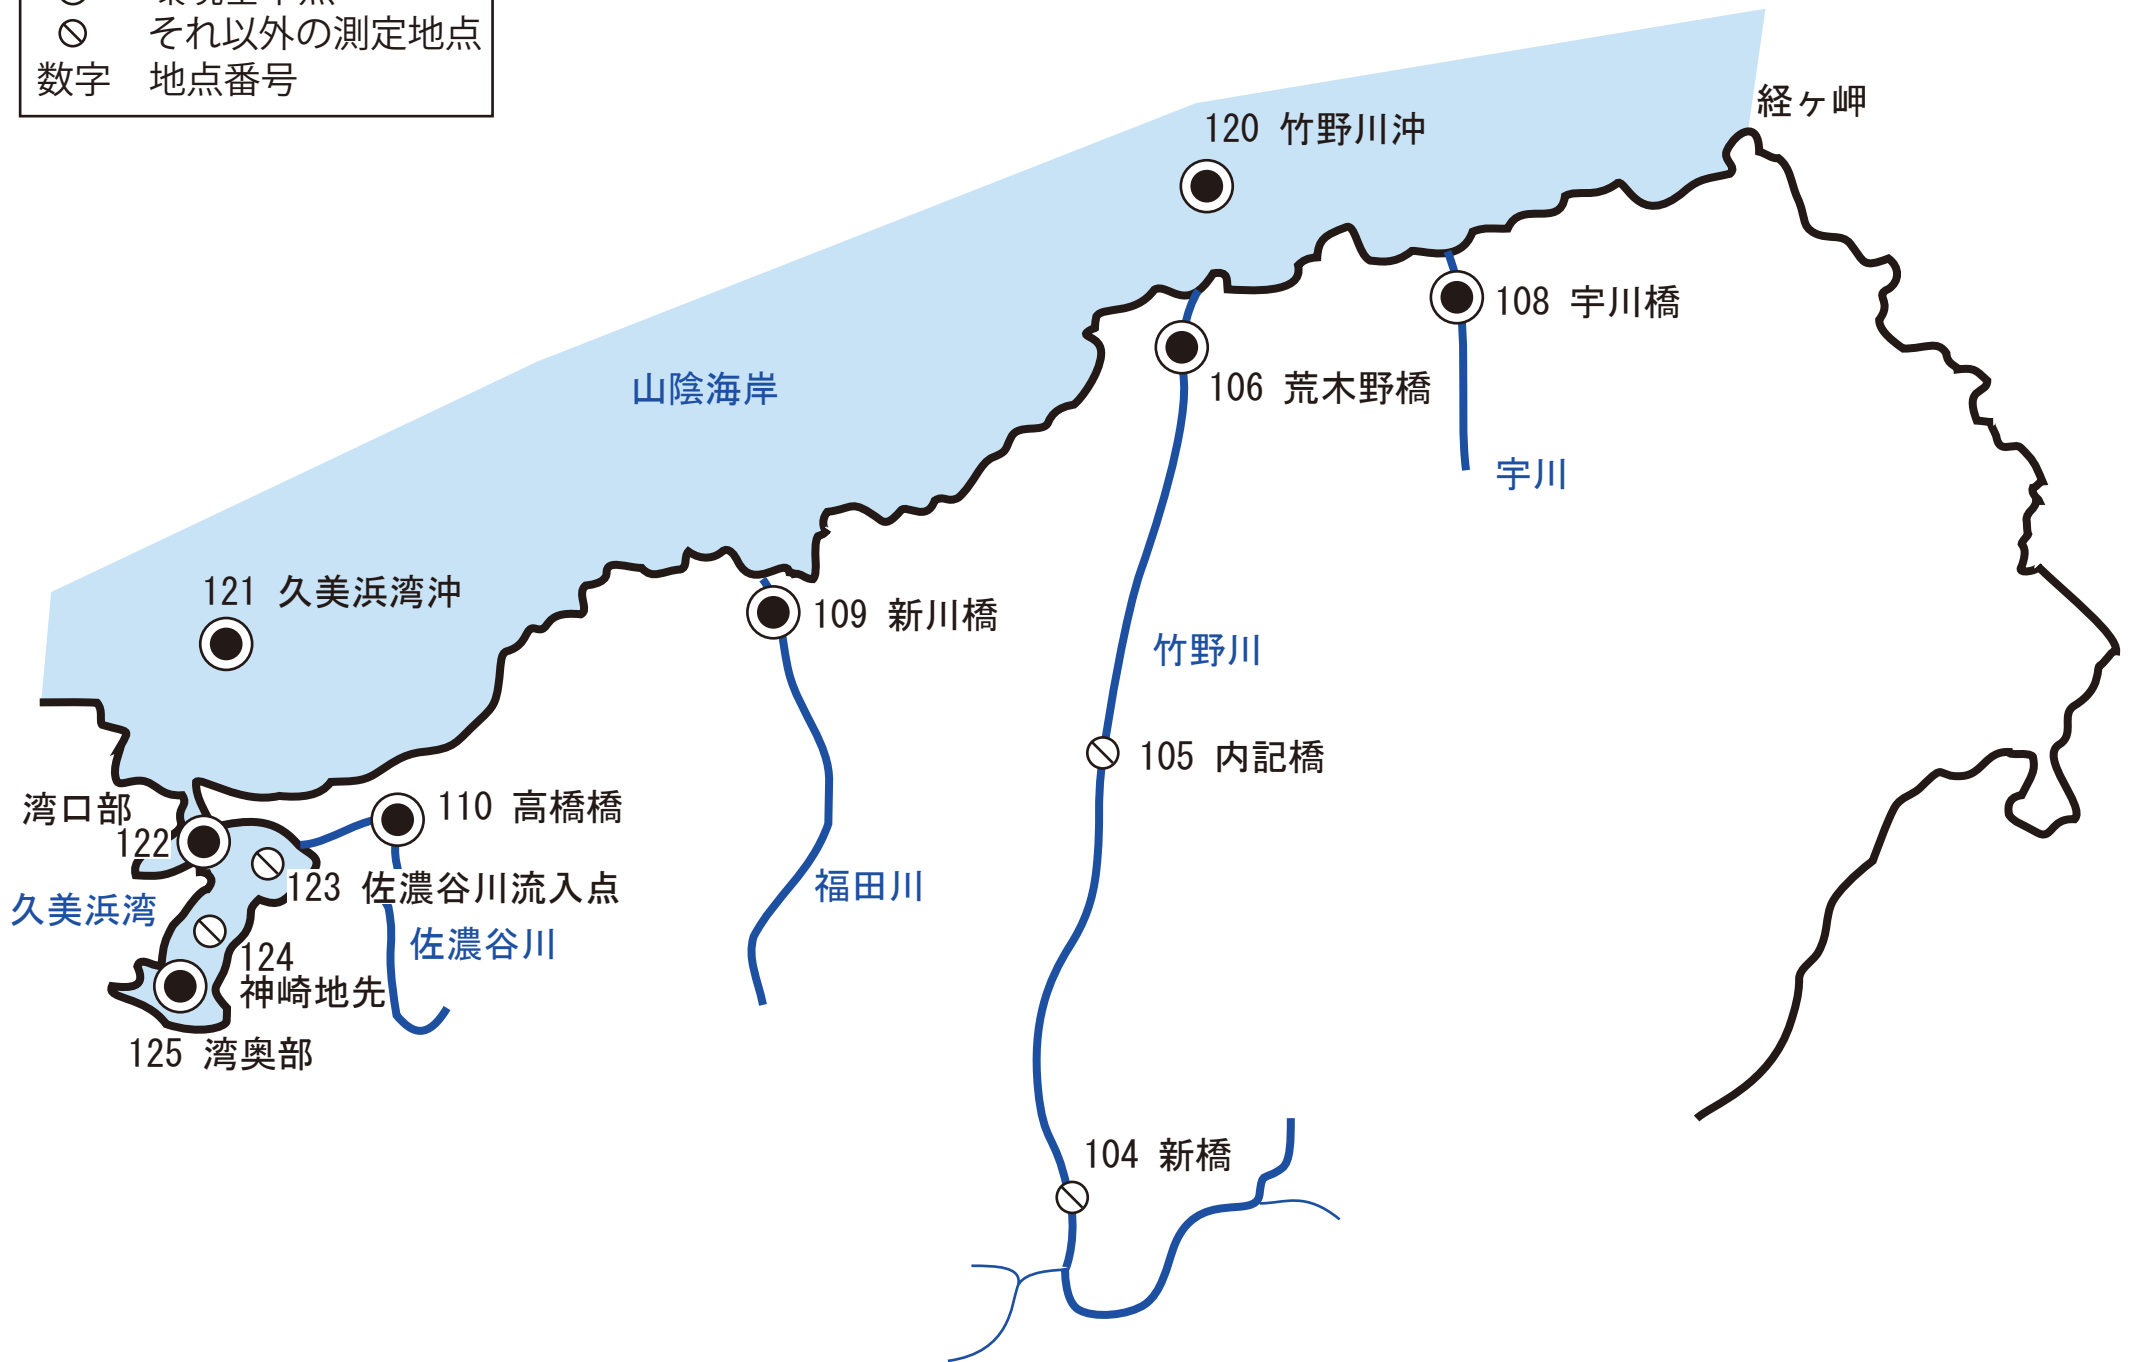 それ以外の測定地点
数字 地点番号
経ヶ岬
120 竹野川沖
108 宇川橋
106 荒木野橋
山陰海岸
宇川
121 久美浜湾沖
109 新川橋
竹野川
105 内記橋
湾口部
122
110 高橋橋
123 佐濃谷川流入点
福田川
久美浜湾
佐濃谷川
124
神崎地先
125 湾奥部
104 新橋